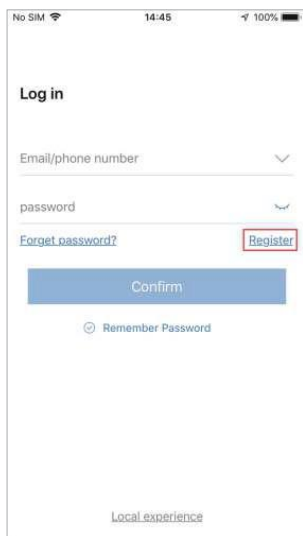 No SIM 14:45 100%
Log in
Email/phone number
password
Forget password? Register
Confirm
Remember Password
Local experience